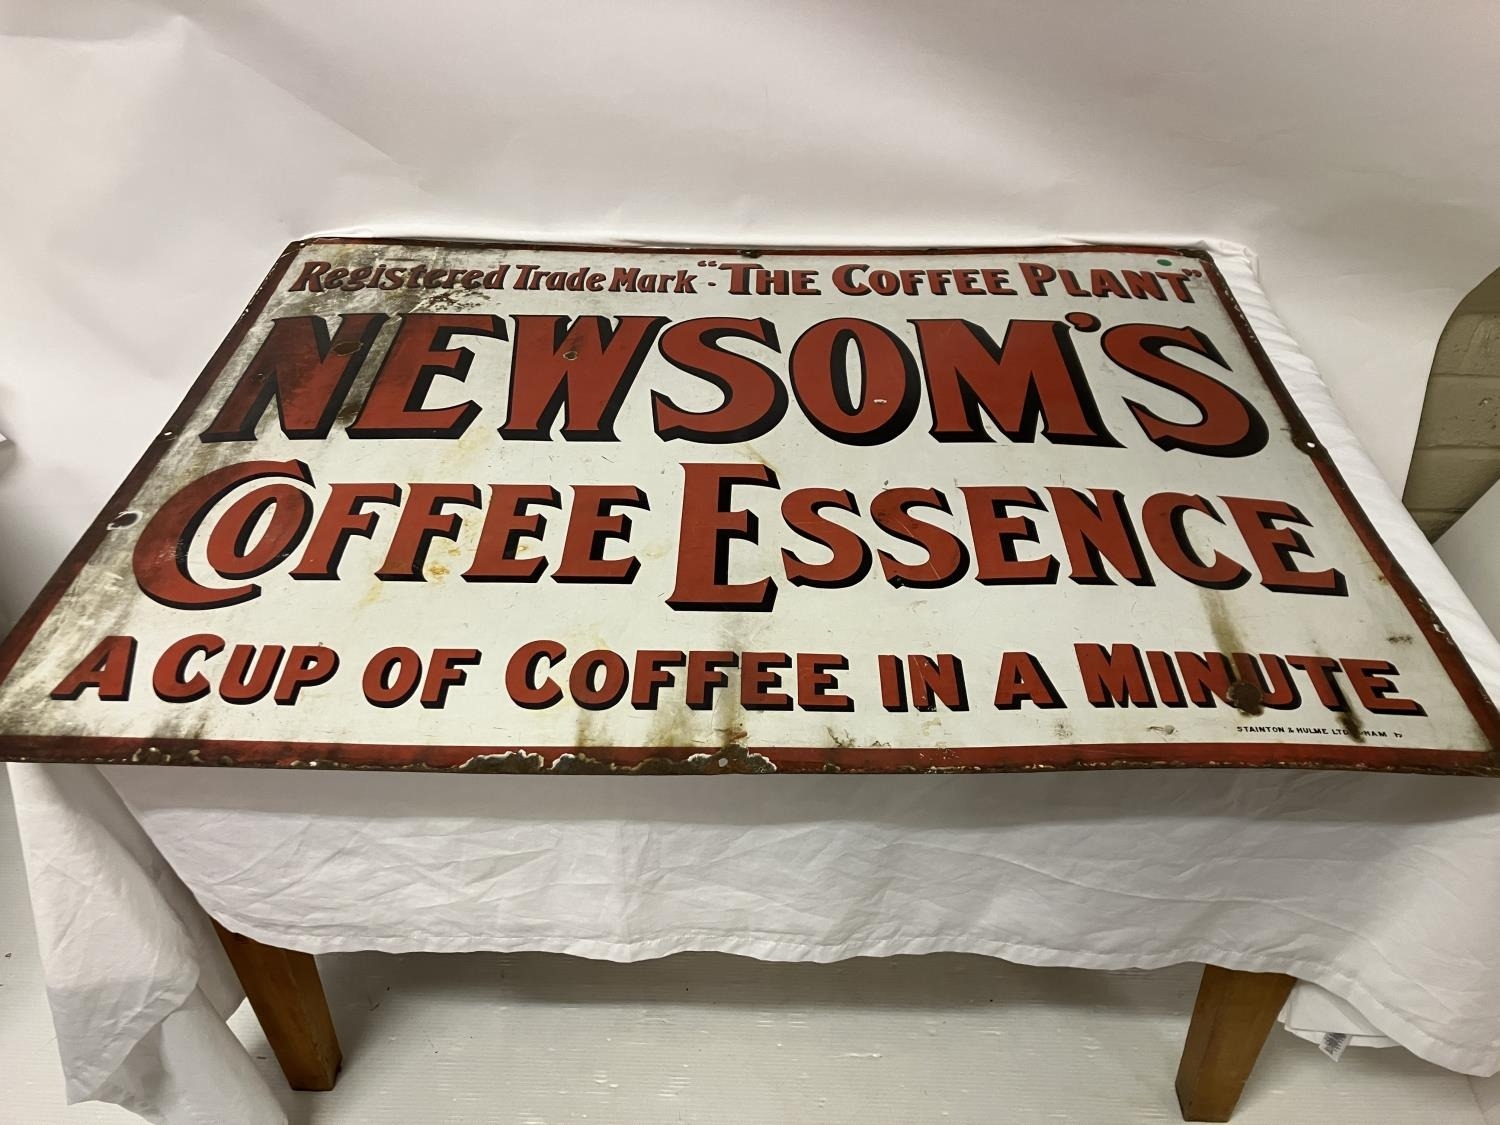 Registered Trade Mark - "THE COFFEE PLANT"
NEWSOM'S
COFFEE ESSENCE
A CUP OF COFFEE IN A MINUTE
STAINTON & HULME LTD